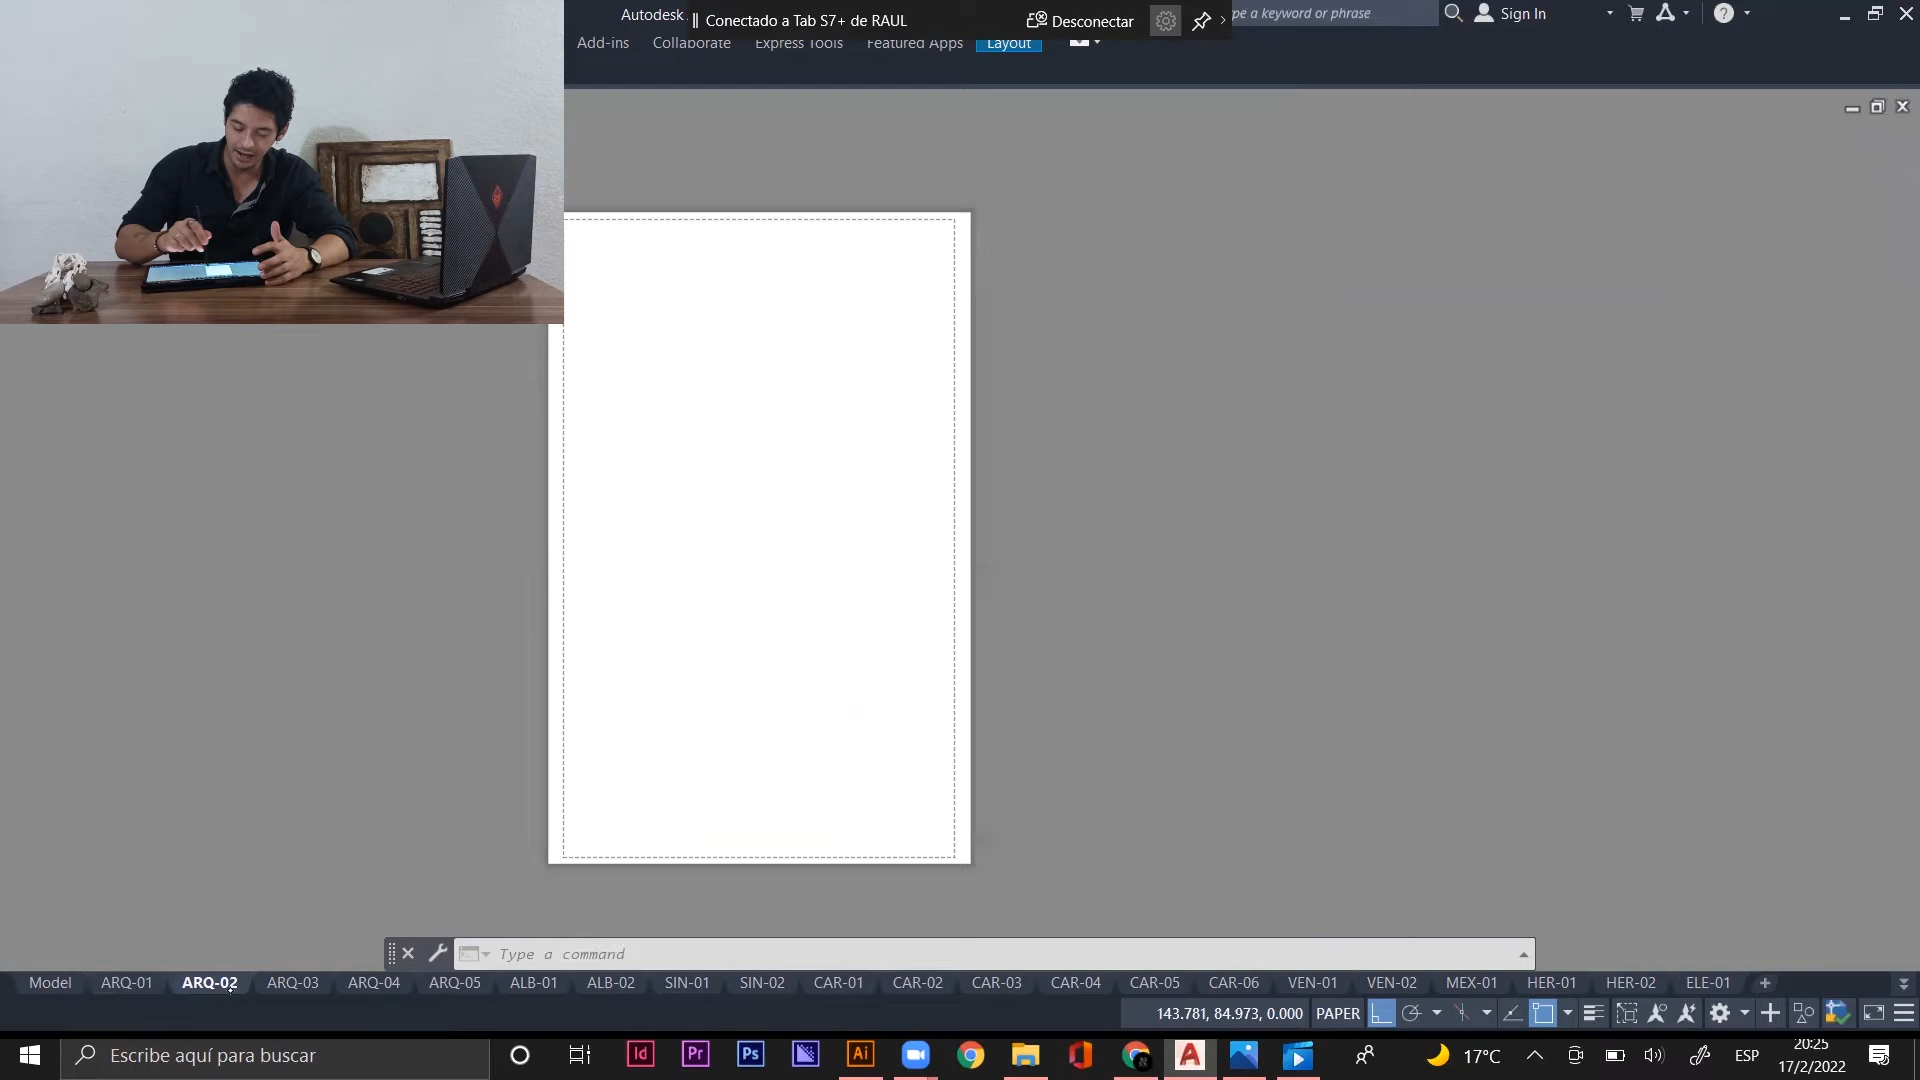 Autodesk
Conectado a Tab S7+ de RAUL
Desconectar
pe a keyword or phrase
Sign In
Add-ins
Collaborate
Express Tools
Featured Apps
Layout
Type a command
Model
ARQ-01
ARQ-02
ARQ-03
ARQ-04
ARQ-05
ALB-01
ALB-02
SIN-01
SIN-02
CAR-01
CAR-02
CAR-03
CAR-04
CAR-05
CAR-06
VEN-01
VEN-02
MEX-01
HER-01
HER-02
ELE-01
143.781, 84.973, 0.000
PAPER
Escribe aquí para buscar
Id
Pr
Ps
Ai
A
17°C
ESP
20:25
17/2/2022